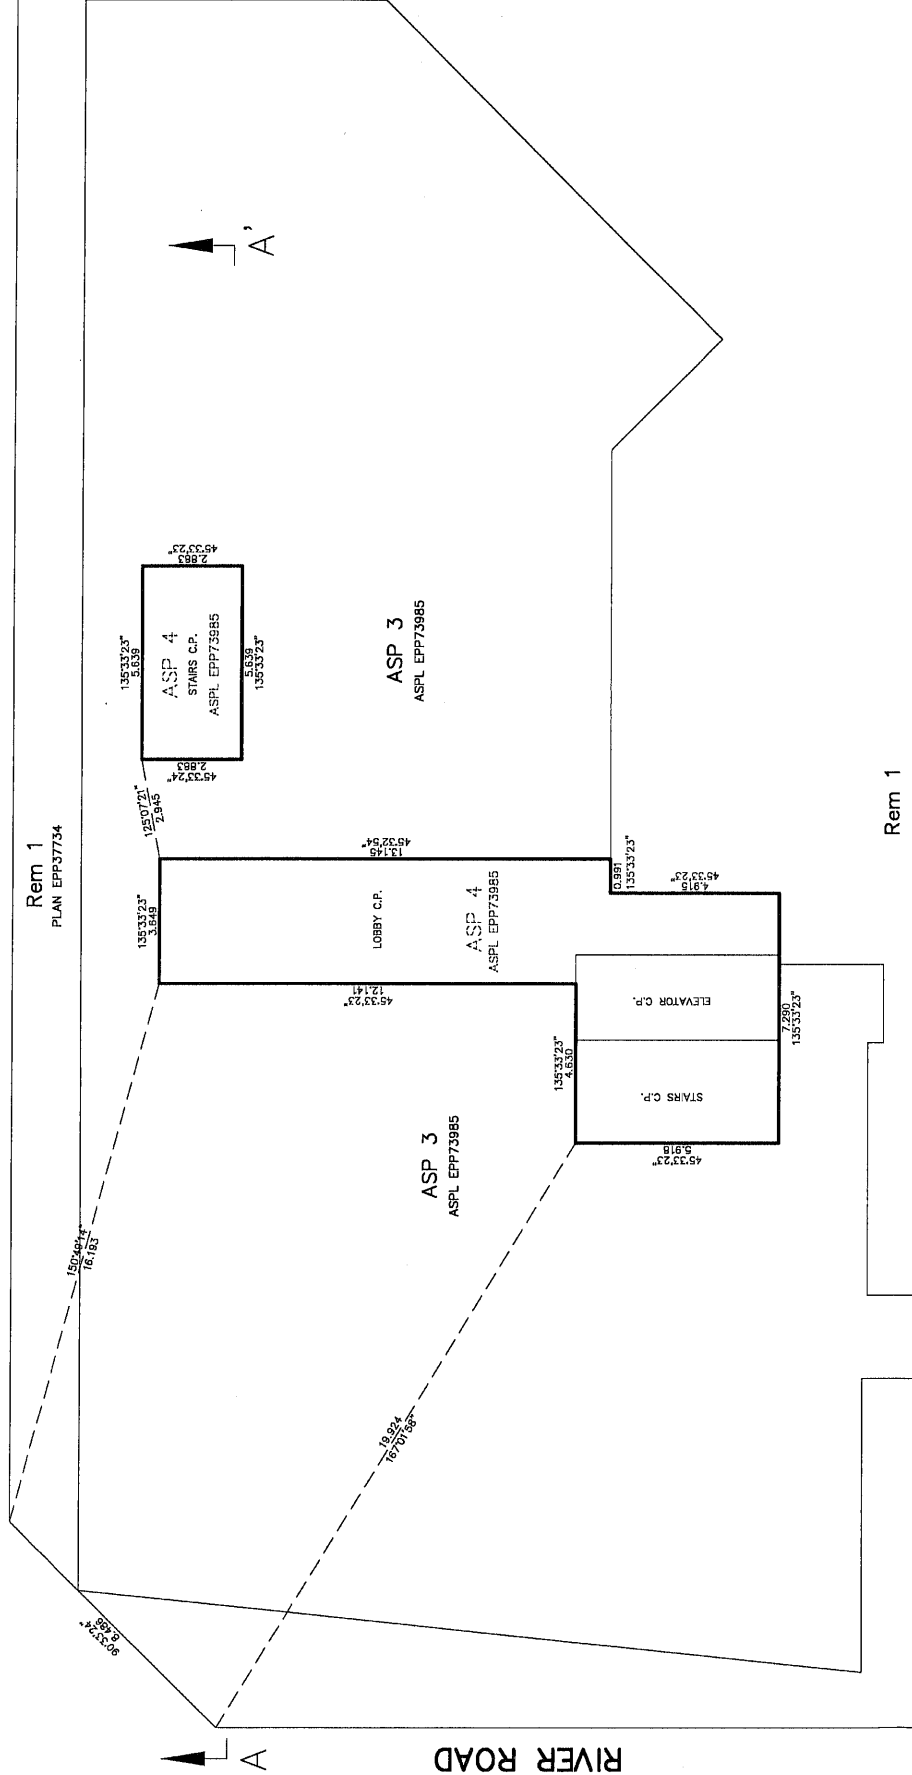 A'
45°33'23"
2.883
135°33'23"
5.639
ASP 4
STAIRS C.P.
ASPL EPP73985
5.639
135°33'23"
2.883
45°33'24"
ASP 3
ASPL EPP73985
125°07'21"
2.945
Rem 1
PLAN EPP37734
Rem 1
13.145
45°32'54"
0.991
135°33'23"
4.915
45°33'23"
135°33'23"
3.649
LOBBY C.P.
ASP 4
ASPL EPP73985
12.141
45°33'23"
ELEVATOR C.P.
7.290
135°33'23"
135°33'23"
4.630
STAIRS C.P.
5.918
45°33'23"
ASP 3
ASPL EPP73985
150°49'14"
16.193
19.924
167°01'58"
90°33'24"
8.486
A
RIVER ROAD